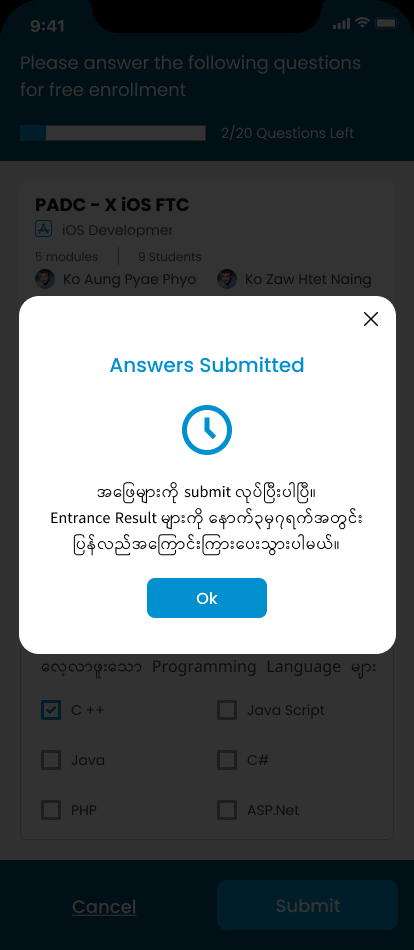 9:41
Please answer the following questions
for free enrollment
2/20 Questions Left
PADC - X iOS FTC
iOS Developmer
5 modules
9 Students
Ko Aung Pyae Phyo
Ko Zaw Htet Naing
Answers Submitted
အဖြေများကို submit လုပ်ပြီးပါပြီ။
Entrance Result များကို နောက်၃မှ၇ရက်အတွင်း
ပြန်လည်အကြောင်းကြားပေးသွားပါမယ်။
Ok
လေ့လာဖူးသော Programming Language များ
C ++
Java Script
Java
C#
PHP
ASP.Net
Cancel
Submit